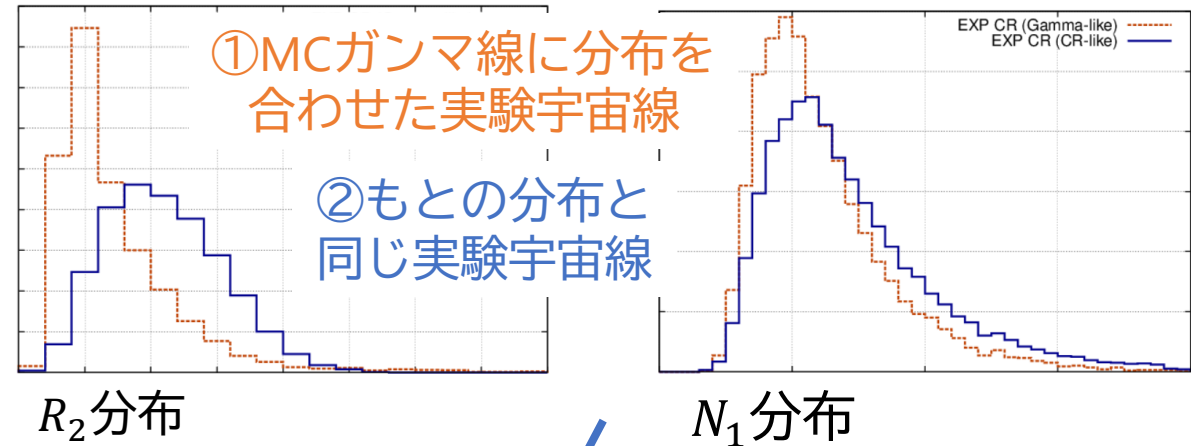 ①MCガンマ線に分布を
合わせた実験宇宙線
②もとの分布と
同じ実験宇宙線
EXP CR (Gamma-like)
EXP CR (CR-like)
R₂分布
N₁分布